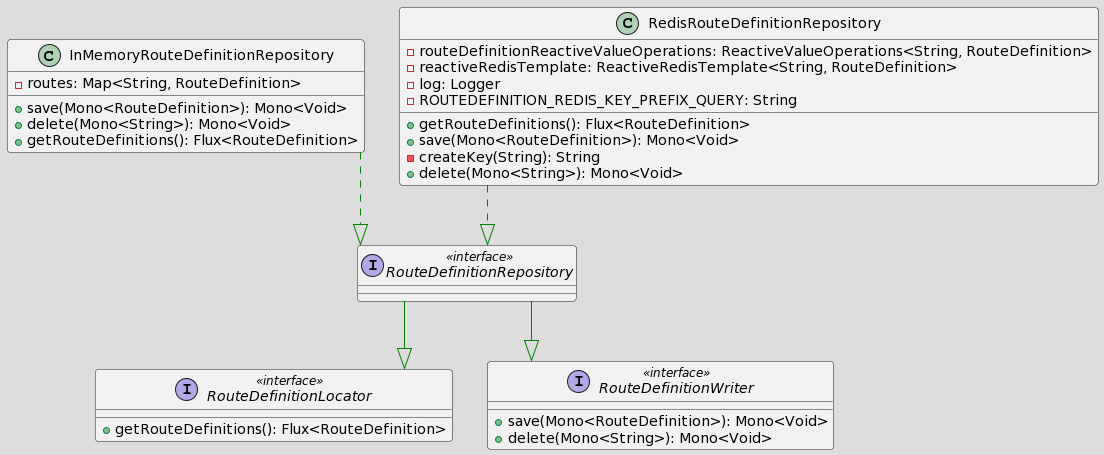 C InMemoryRouteDefinitionRepository
routes: Map<String, RouteDefinition>
save(Mono<RouteDefinition>): Mono<Void>
delete(Mono<String>): Mono<Void>
getRouteDefinitions(): Flux<RouteDefinition>
C RedisRouteDefinitionRepository
routeDefinitionReactiveValueOperations: ReactiveValueOperations<String, RouteDefinition>
reactiveRedisTemplate: ReactiveRedisTemplate<String, RouteDefinition>
log: Logger
ROUTEDEFINITION_REDIS_KEY_PREFIX_QUERY: String
getRouteDefinitions(): Flux<RouteDefinition>
save(Mono<RouteDefinition>): Mono<Void>
createKey(String): String
delete(Mono<String>): Mono<Void>
«interface»
I RouteDefinitionRepository
«interface»
I RouteDefinitionLocator
getRouteDefinitions(): Flux<RouteDefinition>
«interface»
I RouteDefinitionWriter
save(Mono<RouteDefinition>): Mono<Void>
delete(Mono<String>): Mono<Void>